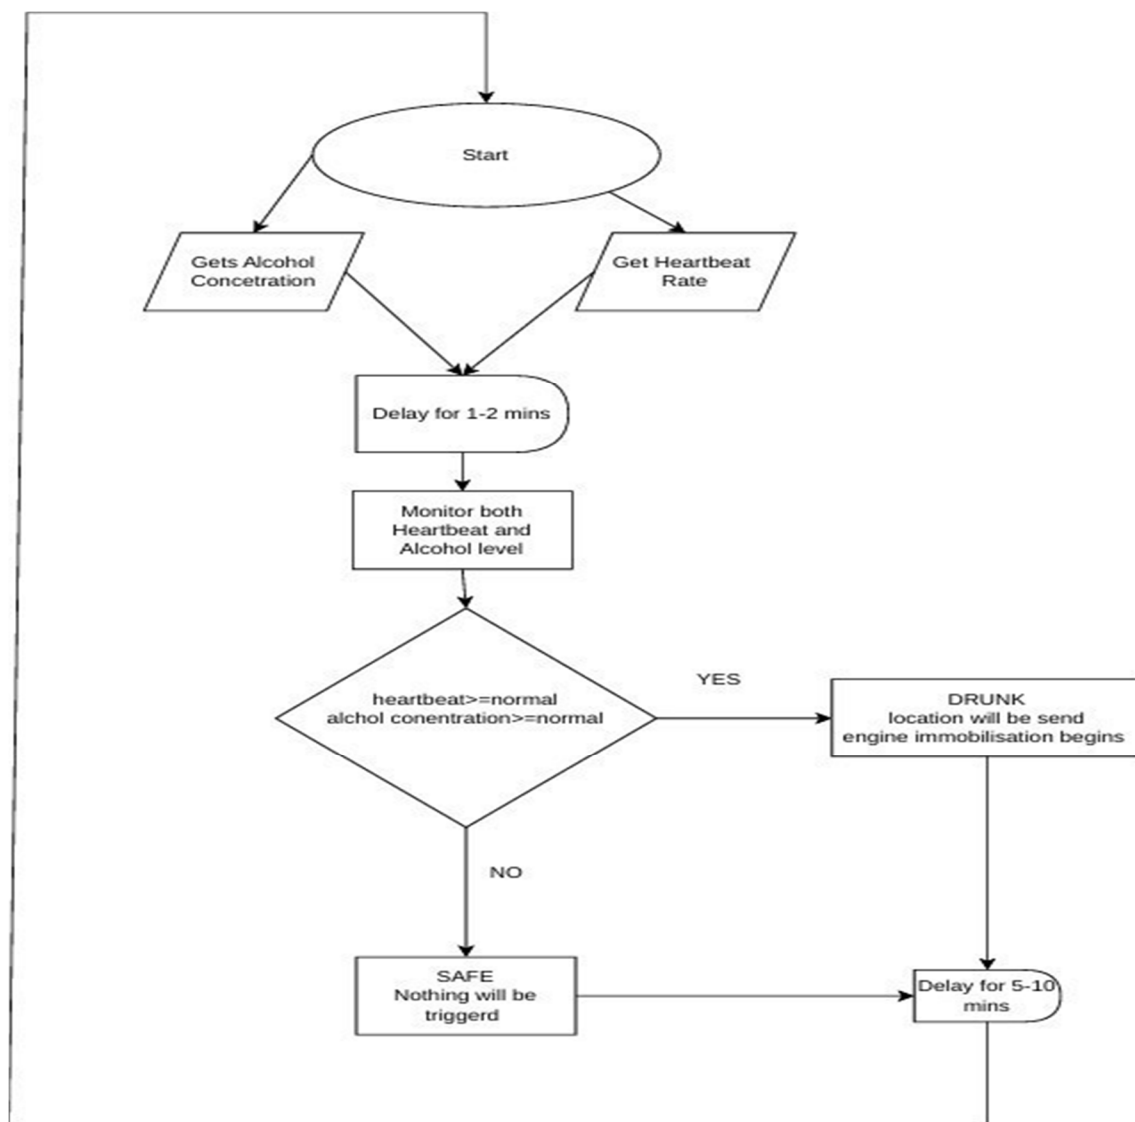 Start
Gets Alcohol
Concetration
Get Heartbeat
Rate
Delay for 1-2 mins
Monitor both
Heartbeat and
Alcohol level
heartbeat>=normal
alchol conentration>=normal
YES
DRUNK
location will be send
engine immobilisation begins
NO
SAFE
Nothing will be
triggerd
Delay for 5-10
mins